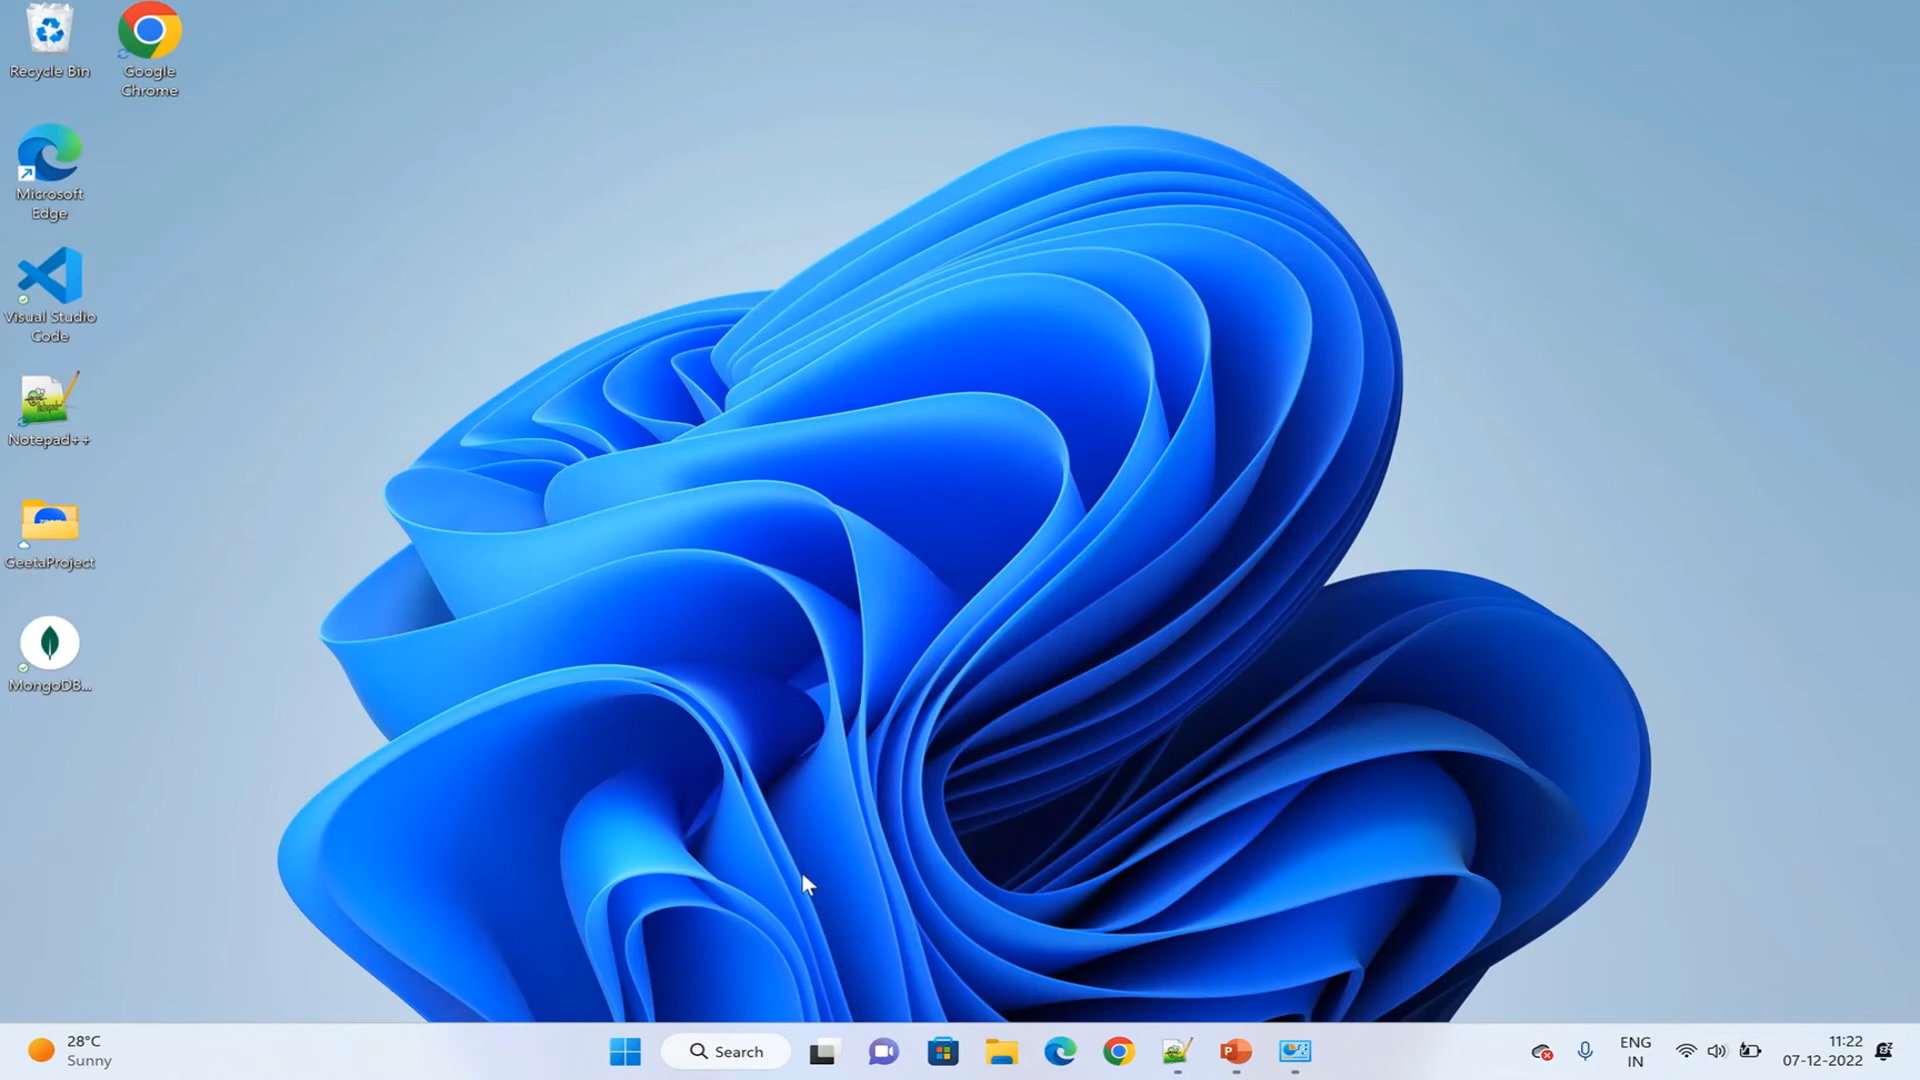 Recycle Bin
Google
Chrome
Microsoft
Edge
Visual Studio
Code
Notepad++
GeetaProject
MongoDB...
28°C
Sunny
Search
ENG
IN
11:22
07-12-2022